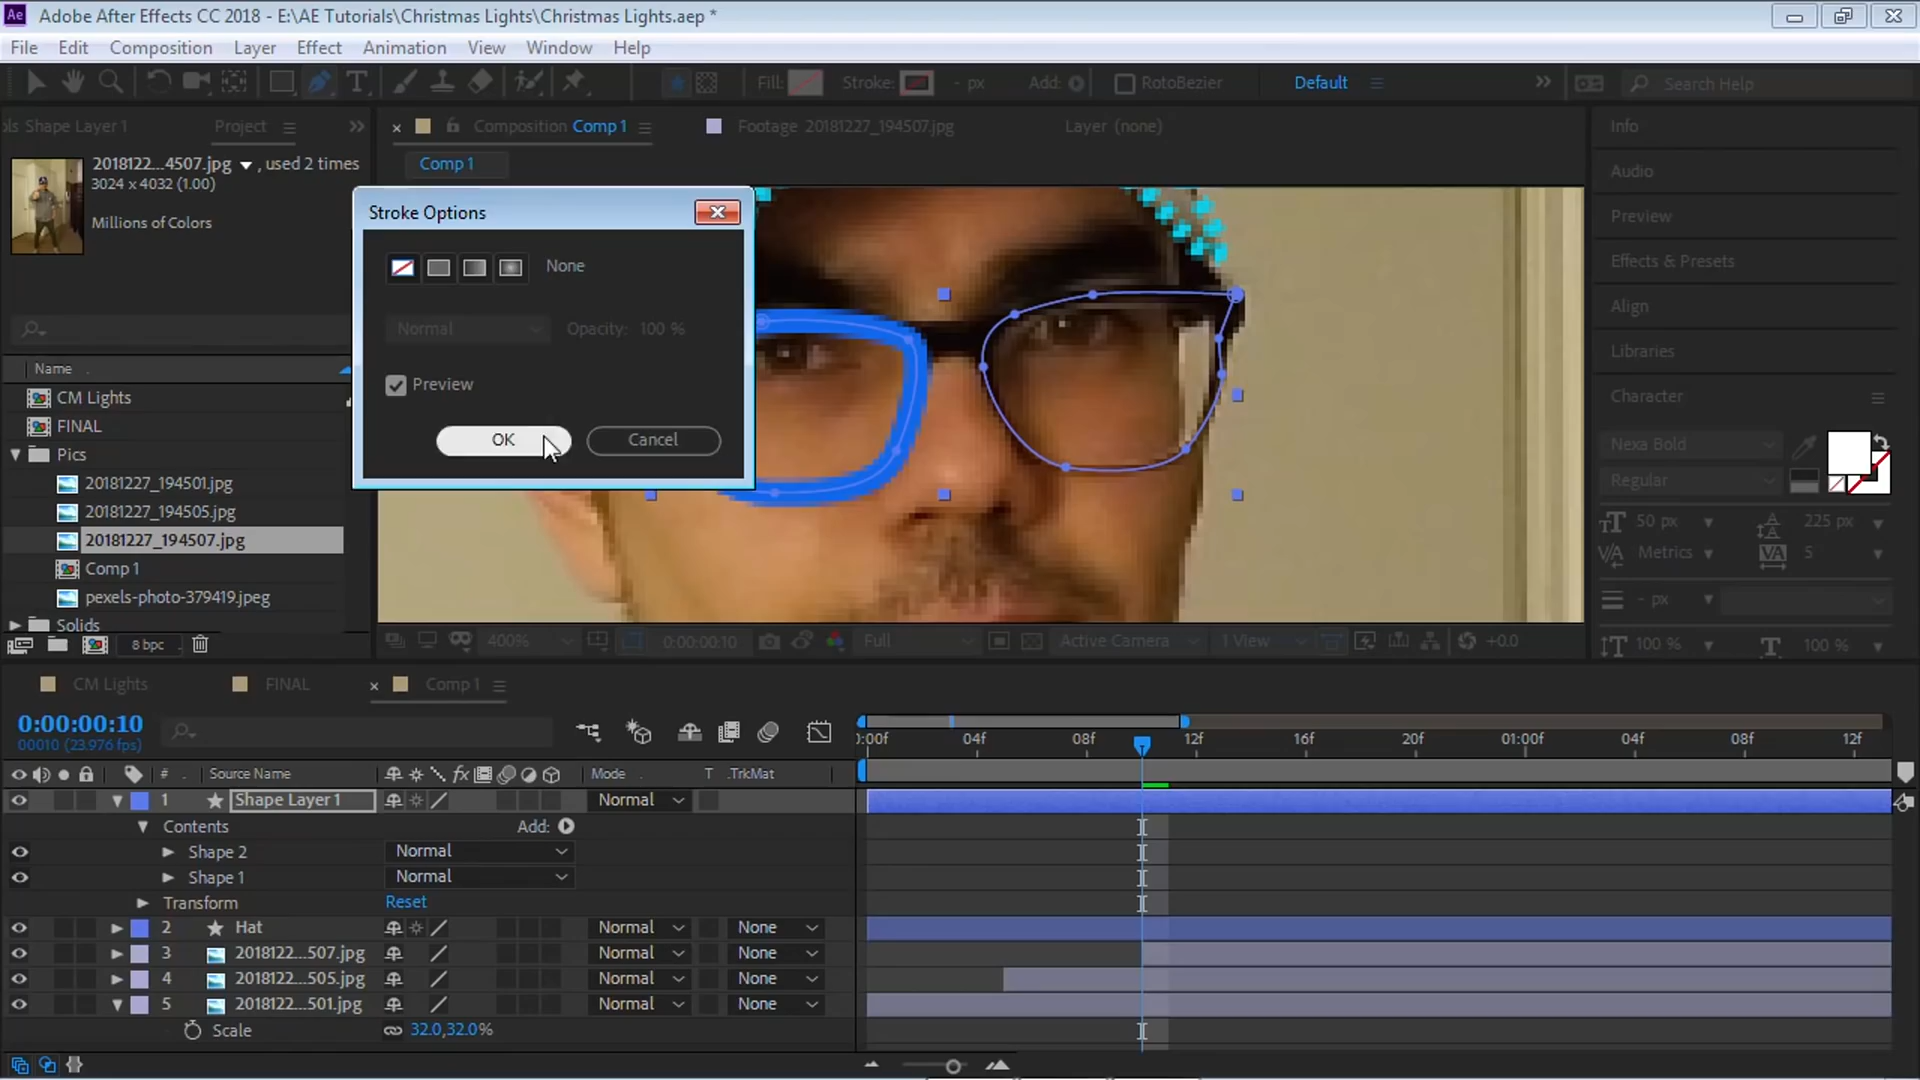 Adobe After Effects CC 2018 - E:\AE Tutorials\Christmas Lights\Christmas Lights.aep *
File Edit Composition Layer Effect Animation View Window Help
Fill: Stroke: - px Add: RotoBezier Default Search Help
Shape Layer 1 Project
Composition Comp 1 Footage 20181227_194507.jpg Layer (none)
Comp 1
2018122...4507.jpg , used 2 times
3024 x 4032 (1.00)
Millions of Colors
Stroke Options
None
Normal Opacity: 100 %
Preview
OK Cancel
Name
CM Lights
FINAL
Pics
20181227_194501.jpg
20181227_194505.jpg
20181227_194507.jpg
Comp 1
pexels-photo-379419.jpeg
Solids
8 bpc
400% 0:00:00:10 Full Active Camera 1 View +0.0
Info
Audio
Preview
Effects & Presets
Align
Libraries
Character
Nexa Bold
Regular
50 px 225 px
Metrics 5
- px
100 % 100 %
CM Lights FINAL Comp 1
0:00:00:10
00010 (23.976 fps)
):00f 04f 08f 12f 16f 20f 01:00f 04f 08f 12f
# Source Name fx Mode T .TrkMat
1 Shape Layer 1 Normal
Contents Add:
Shape 2 Normal
Shape 1 Normal
Transform Reset
2 Hat Normal None
3 2018122...507.jpg Normal None
4 2018122...505.jpg Normal None
5 2018122...501.jpg Normal None
Scale 32.0,32.0%